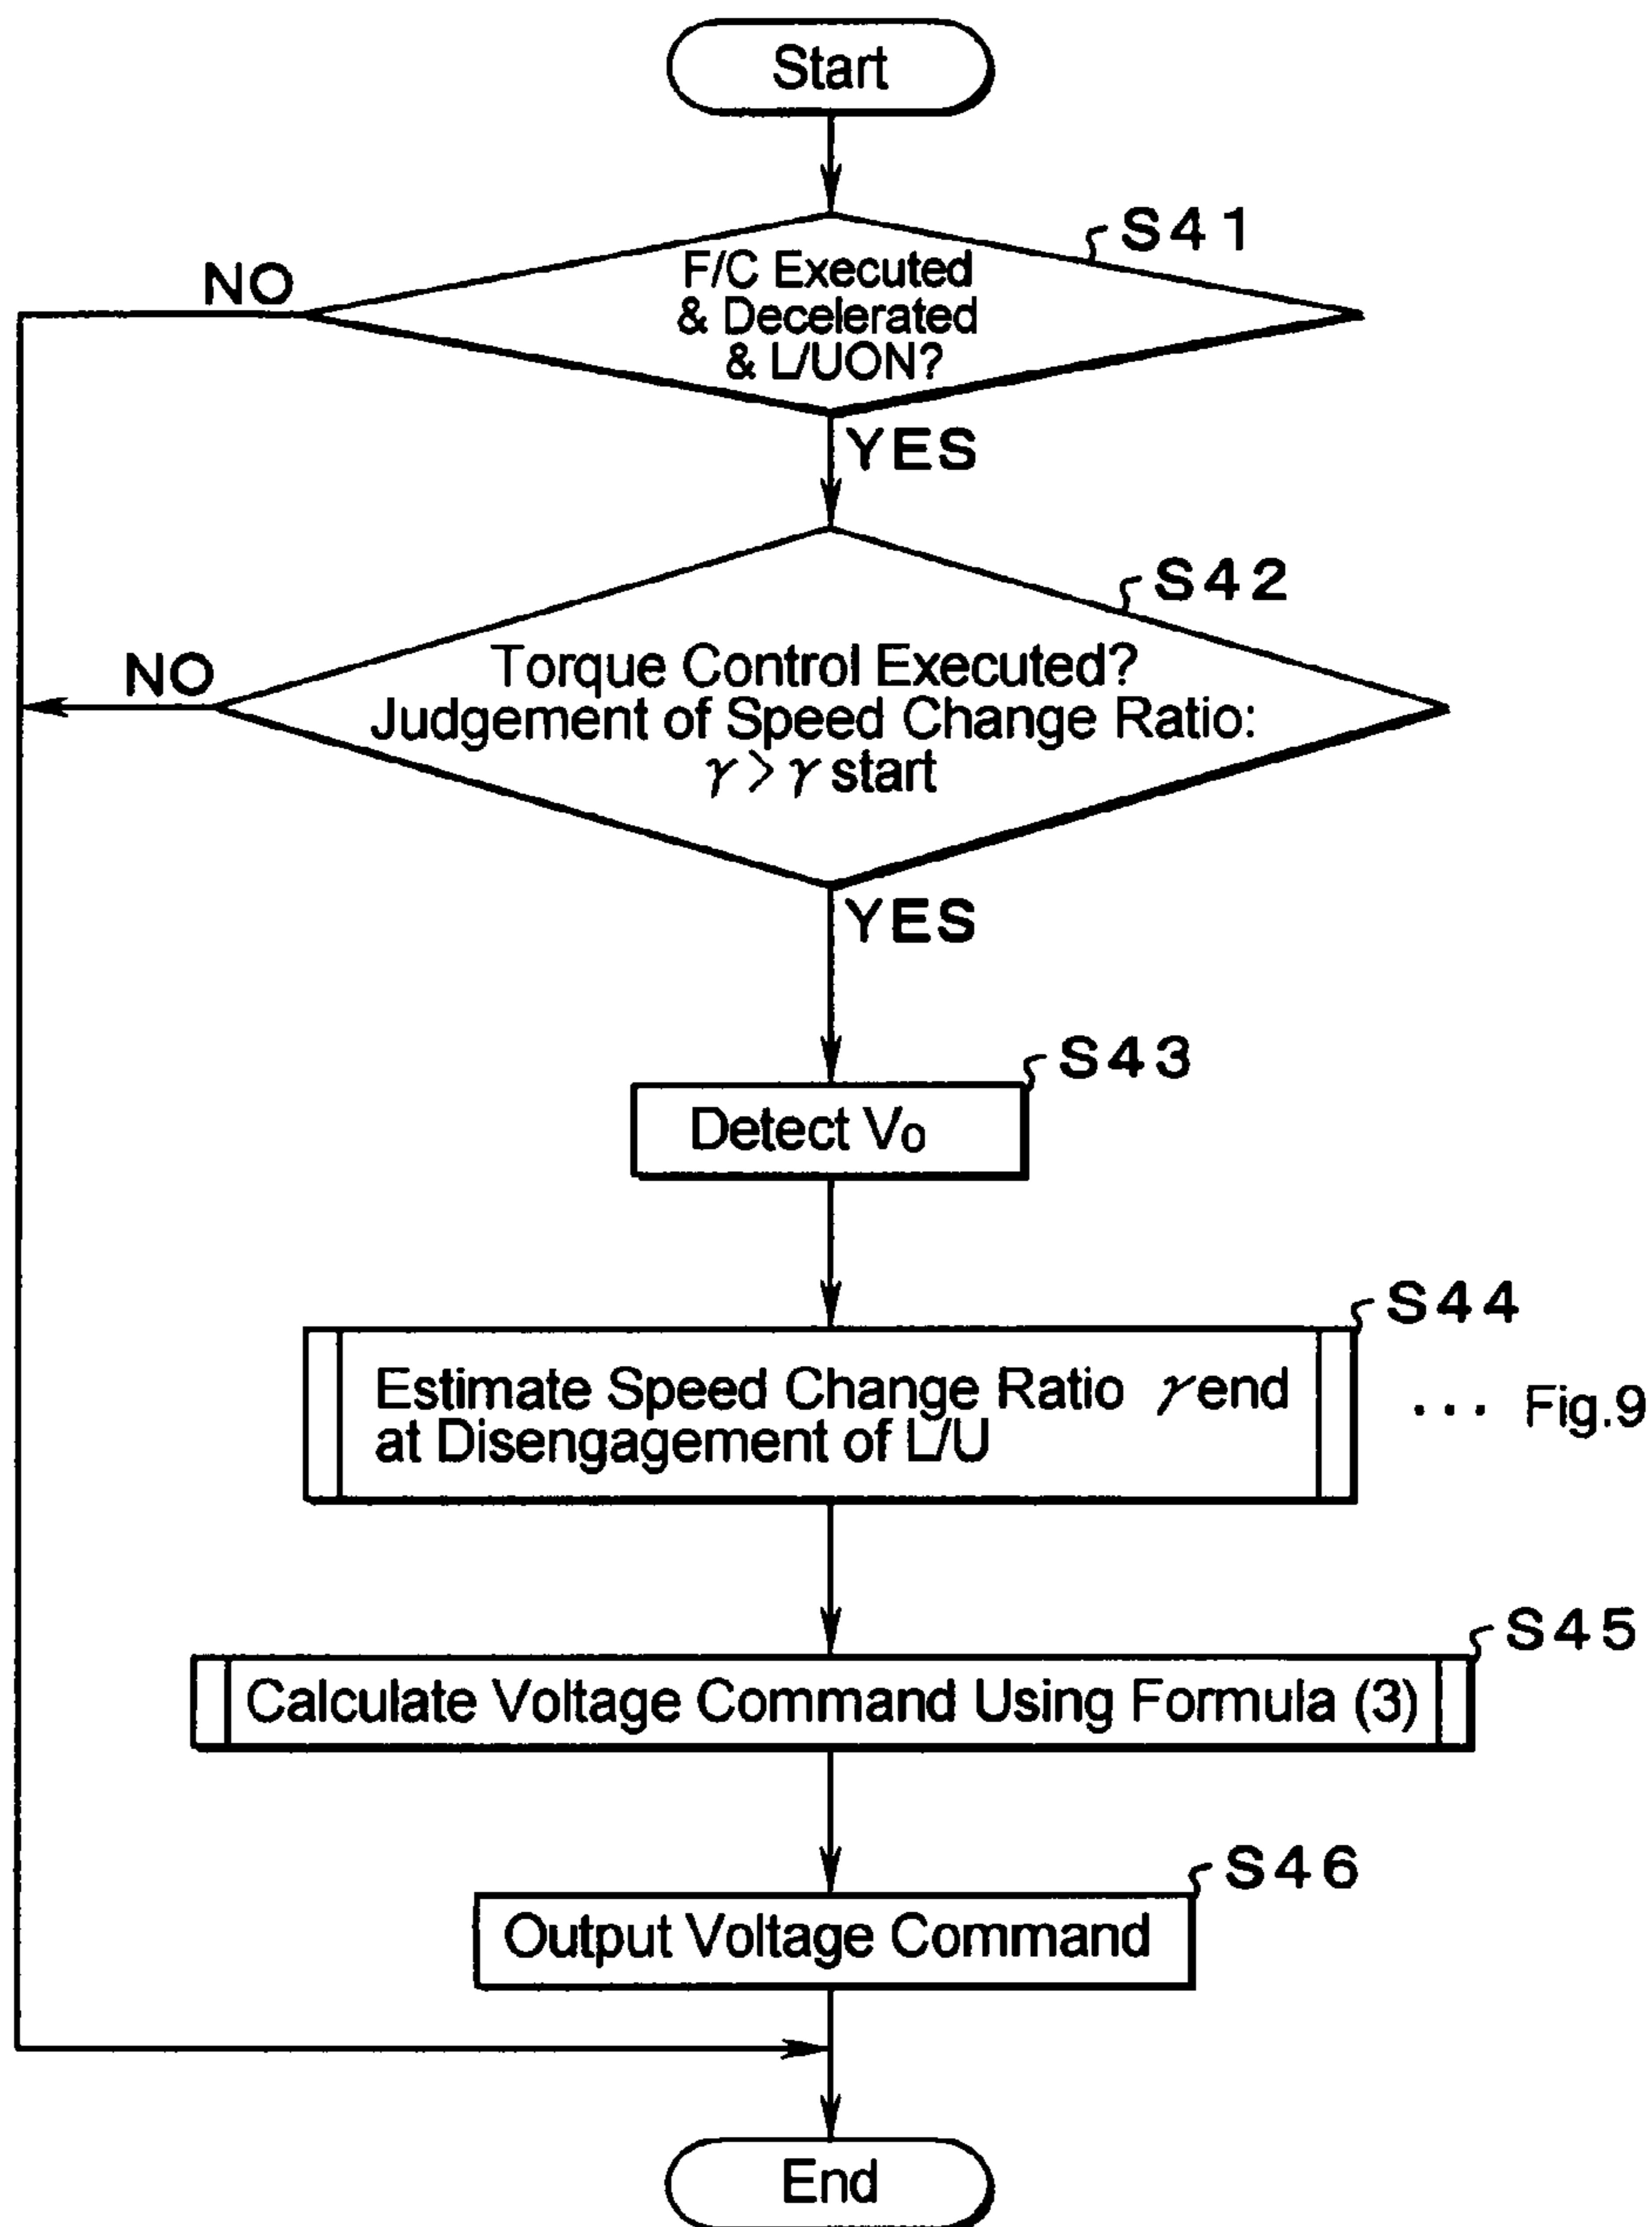 Start
S41
F/C Executed
& Decelerated
& L/UON?
NO
YES
S42
Torque Control Executed?
Judgement of Speed Change Ratio:
γ > γ start
NO
YES
S43
Detect V₀
S44
Estimate Speed Change Ratio γ end
at Disengagement of L/U
··· Fig.9
S45
Calculate Voltage Command Using Formula (3)
S46
Output Voltage Command
End